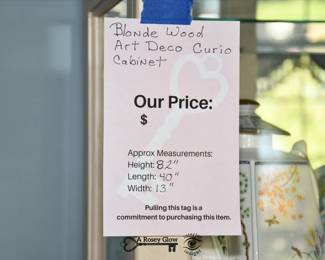 Blonde Wood
Art Deco Curio
Cabinet
Our Price:
$
Approx Measurements:
Height: 82"
Length: 40"
Width: 13"
Pulling this tag is a
commitment to purchasing this item.
A Rosey Glow